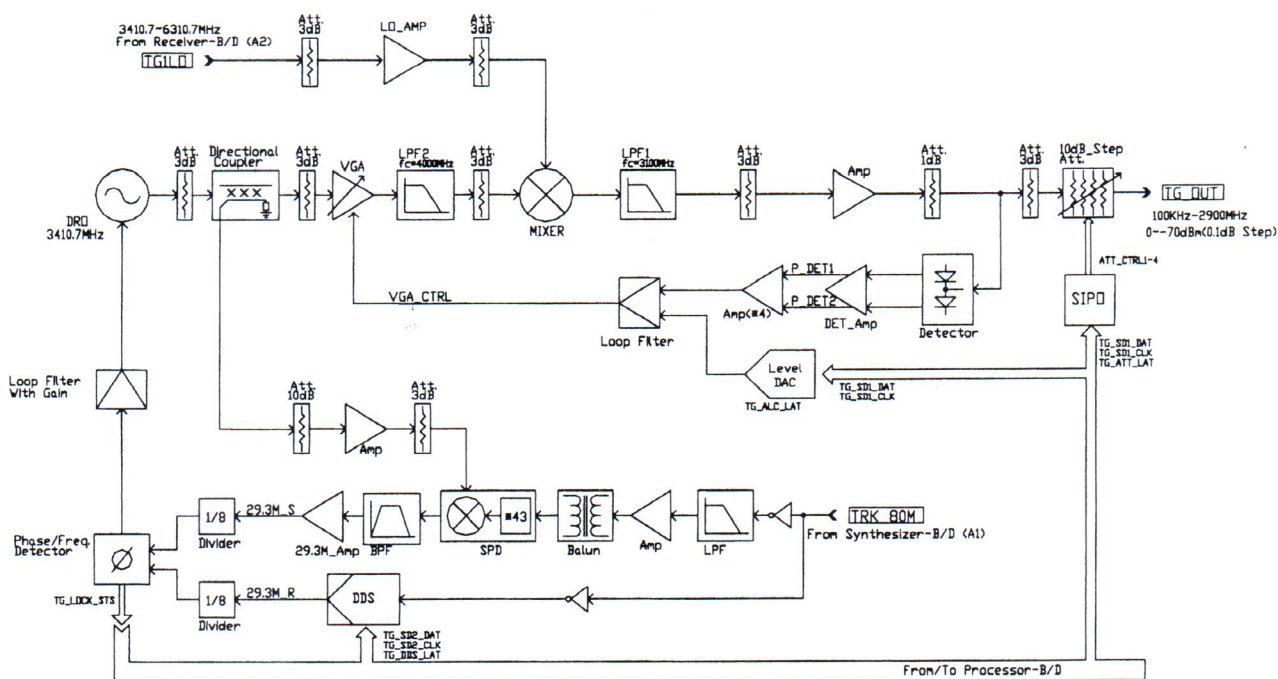 3410.7~6310.7MHz
From Receiver-B/D (A2)
TG1LO
Att.
3dB
LO_AMP
Att.
3dB
Att.
3dB
Directional
Coupler
Att.
3dB
VGA
LPF2
fc=4000MHz
Att.
3dB
MIXER
LPF1
fc=3100MHz
Att.
3dB
Amp
Att.
1dB
Att.
3dB
10dB_Step
Att.
TG_OUT
100KHz-2900MHz
0~-70dBm(0.1dB Step)
DRO
3410.7MHz
VGA_CTRL
Loop Filter
Amp(*4)
P_DET1
P_DET2
DET_Amp
Detector
ATT_CTRL1-4
SIPO
TG_SD1_DAT
TG_SD1_CLK
TG_ATT_LAT
Level
DAC
TG_ALC_LAT
TG_SD1_DAT
TG_SD1_CLK
Loop Filter
With Gain
Att.
10dB
Amp
Att.
3dB
Phase/Freq.
Detector
TG_LOCK_STS
1/8
Divider
29.3M_S
29.3M_Amp
BPF
*43
SPD
Balun
Amp
LPF
TRK_80M
From Synthesizer-B/D (A1)
1/8
Divider
29.3M_R
DDS
TG_SD2_DAT
TG_SD2_CLK
TG_DDS_LAT
From/To Processor-B/D